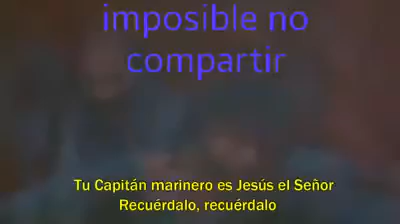 imposible no
compartir
Tu Capitán marinero es Jesús el Señor
Recuérdalo, recuérdalo